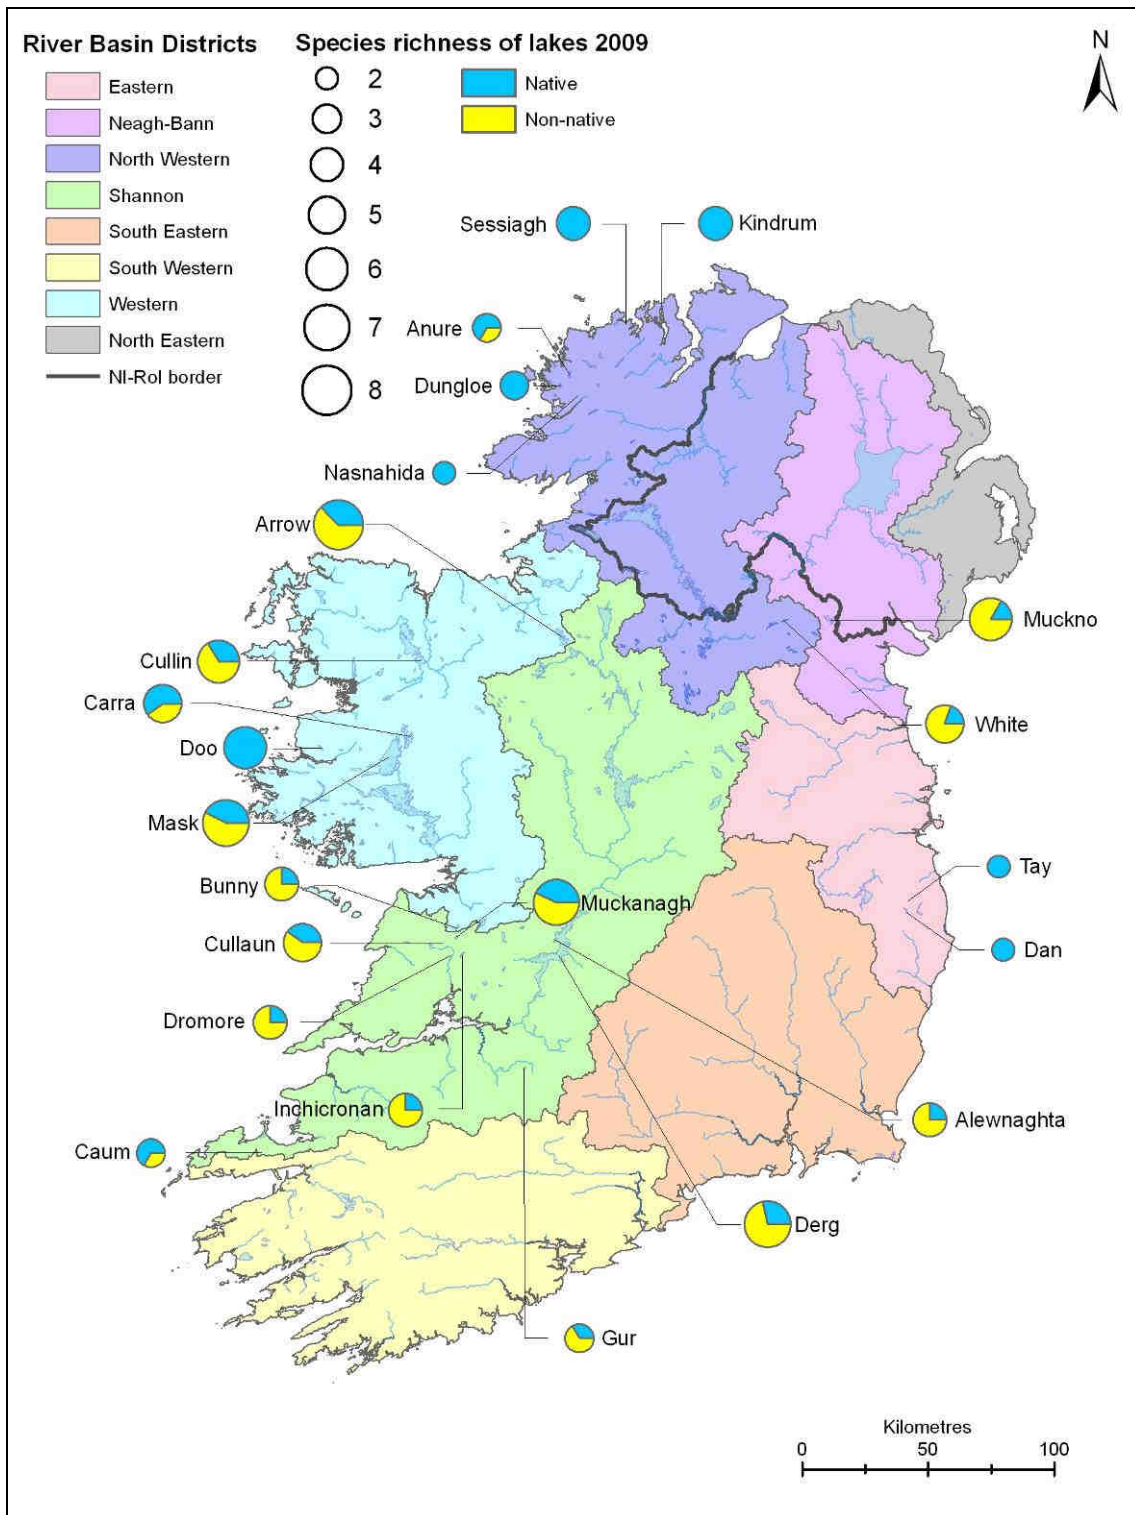 River Basin Districts
Eastern
Neagh-Bann
North Western
Shannon
South Eastern
South Western
Western
North Eastern
NI-RoI border
Species richness of lakes 2009
2
3
4
5
6
7
8
Native
Non-native
N
Sessiagh
Kindrum
Anure
Dungloe
Nasnahida
Arrow
Muckno
Cullin
Carra
White
Doo
Mask
Tay
Bunny
Muckanagh
Cullaun
Dan
Dromore
Inchicronan
Alewnaghta
Caum
Derg
Gur
Kilometres
0 50 100